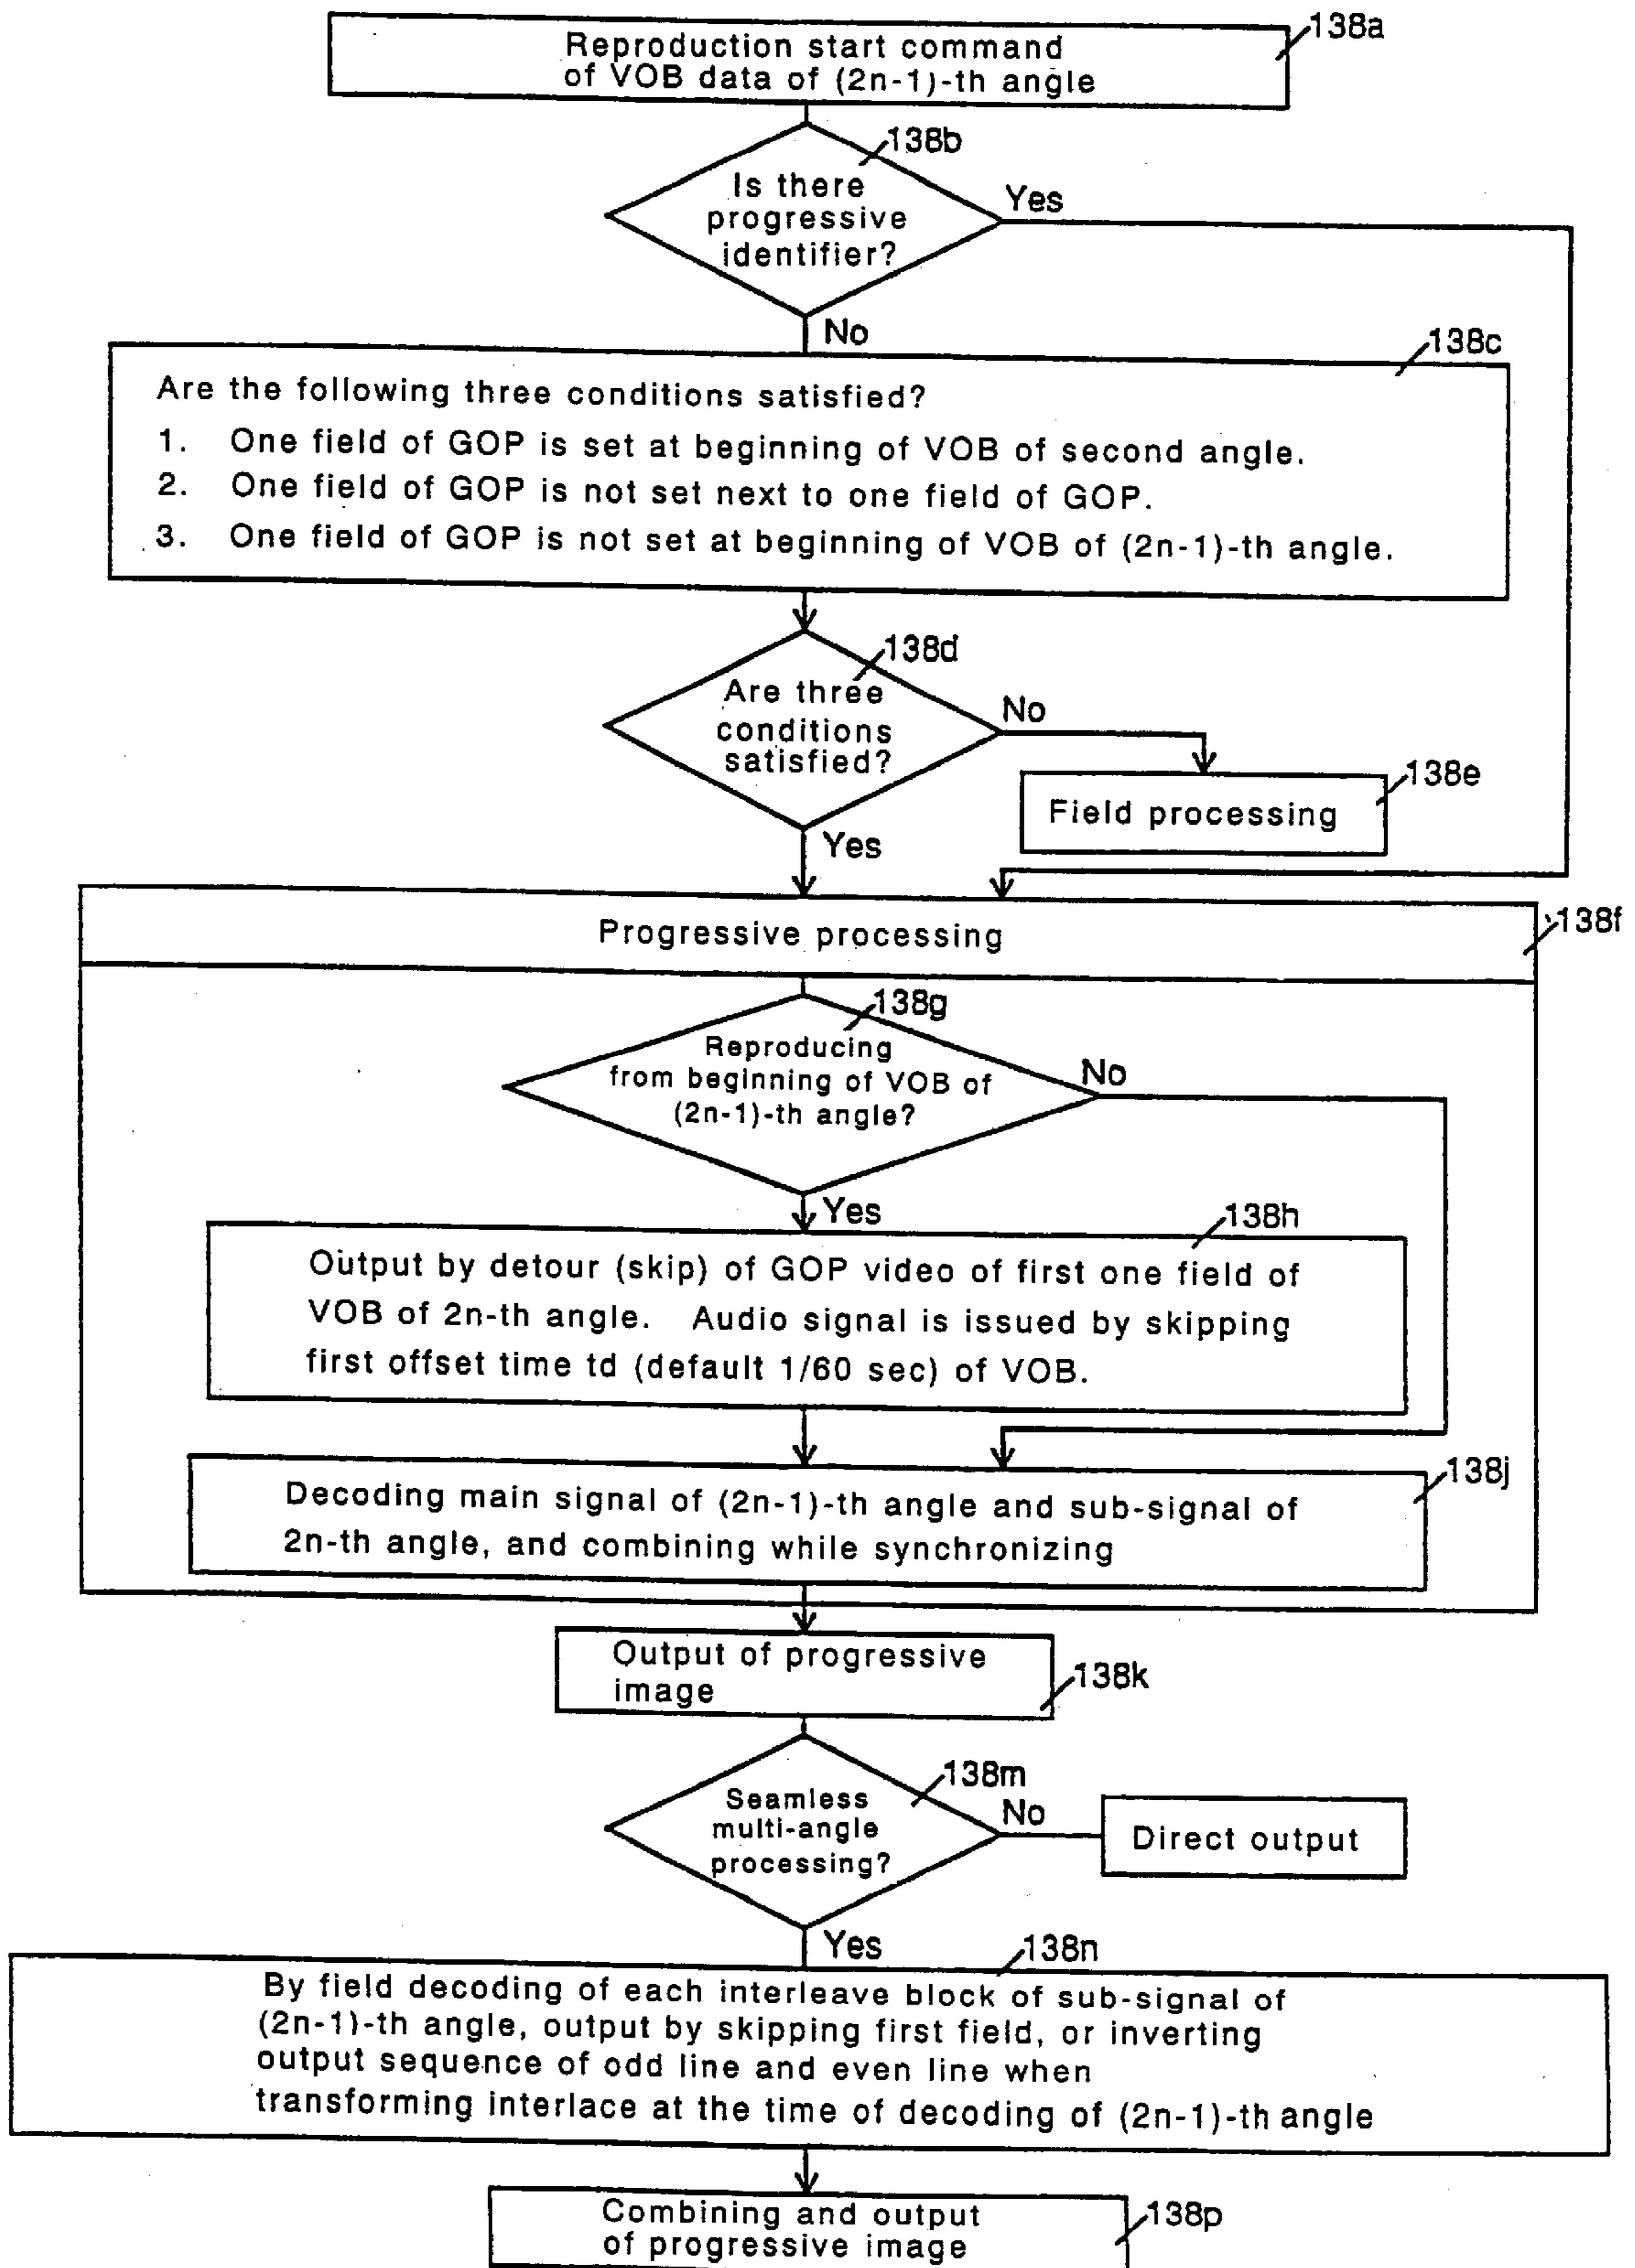 138a
Reproduction start command
of VOB data of (2n-1)-th angle
138b
Is there
progressive
identifier?
Yes
No
138c
Are the following three conditions satisfied?
1. One field of GOP is set at beginning of VOB of second angle.
2. One field of GOP is not set next to one field of GOP.
3. One field of GOP is not set at beginning of VOB of (2n-1)-th angle.
138d
Are three
conditions
satisfied?
No
138e
Field processing
Yes
138f
Progressive processing
138g
Reproducing
from beginning of VOB of
(2n-1)-th angle?
No
Yes
138h
Output by detour (skip) of GOP video of first one field of
VOB of 2n-th angle. Audio signal is issued by skipping
first offset time td (default 1/60 sec) of VOB.
138j
Decoding main signal of (2n-1)-th angle and sub-signal of
2n-th angle, and combining while synchronizing
Output of progressive
image
138k
138m
Seamless
multi-angle
processing?
No
Direct output
Yes
138n
By field decoding of each interleave block of sub-signal of
(2n-1)-th angle, output by skipping first field, or inverting
output sequence of odd line and even line when
transforming interlace at the time of decoding of (2n-1)-th angle
Combining and output
of progressive image
138p